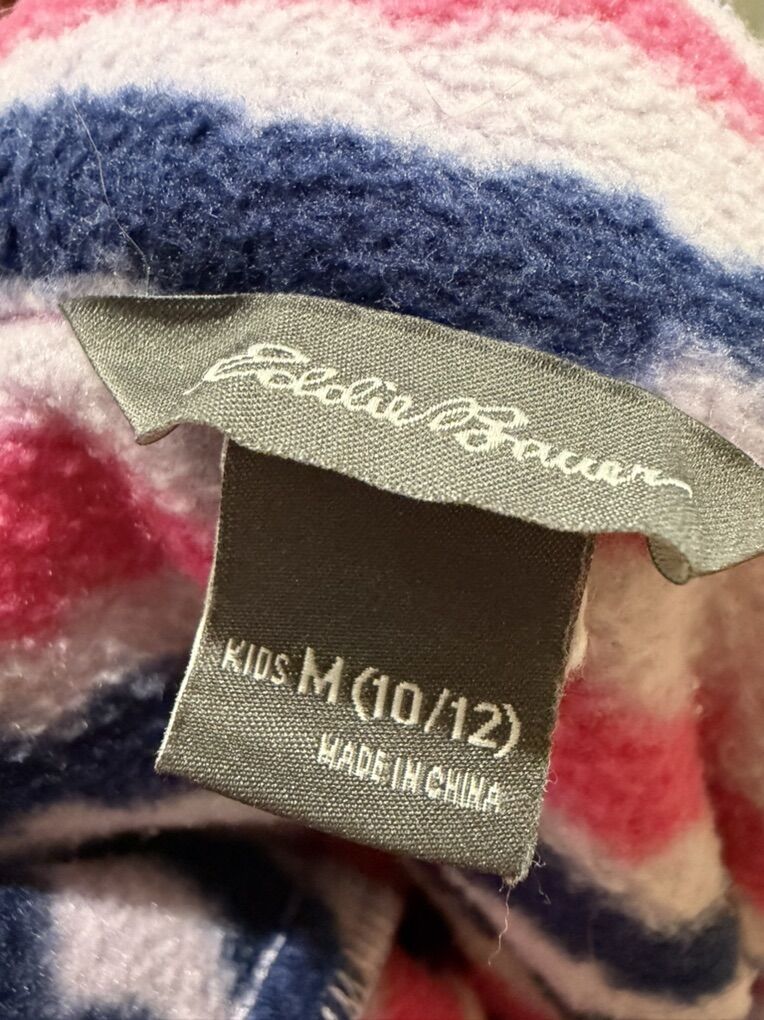 Eddie Bauer
KIDS M (10/12)
MADE IN CHINA